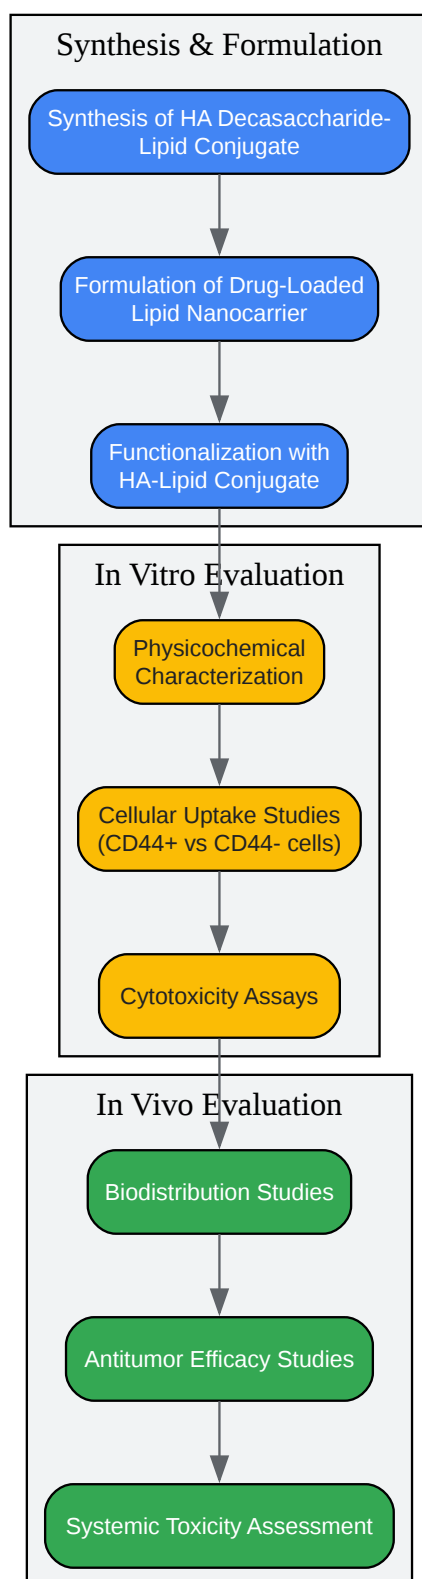 Synthesis & Formulation
Synthesis of HA Decasaccharide-
Lipid Conjugate
Formulation of Drug-Loaded
Lipid Nanocarrier
Functionalization with
HA-Lipid Conjugate
In Vitro Evaluation
Physicochemical
Characterization
Cellular Uptake Studies
(CD44+ vs CD44- cells)
Cytotoxicity Assays
In Vivo Evaluation
Biodistribution Studies
Antitumor Efficacy Studies
Systemic Toxicity Assessment